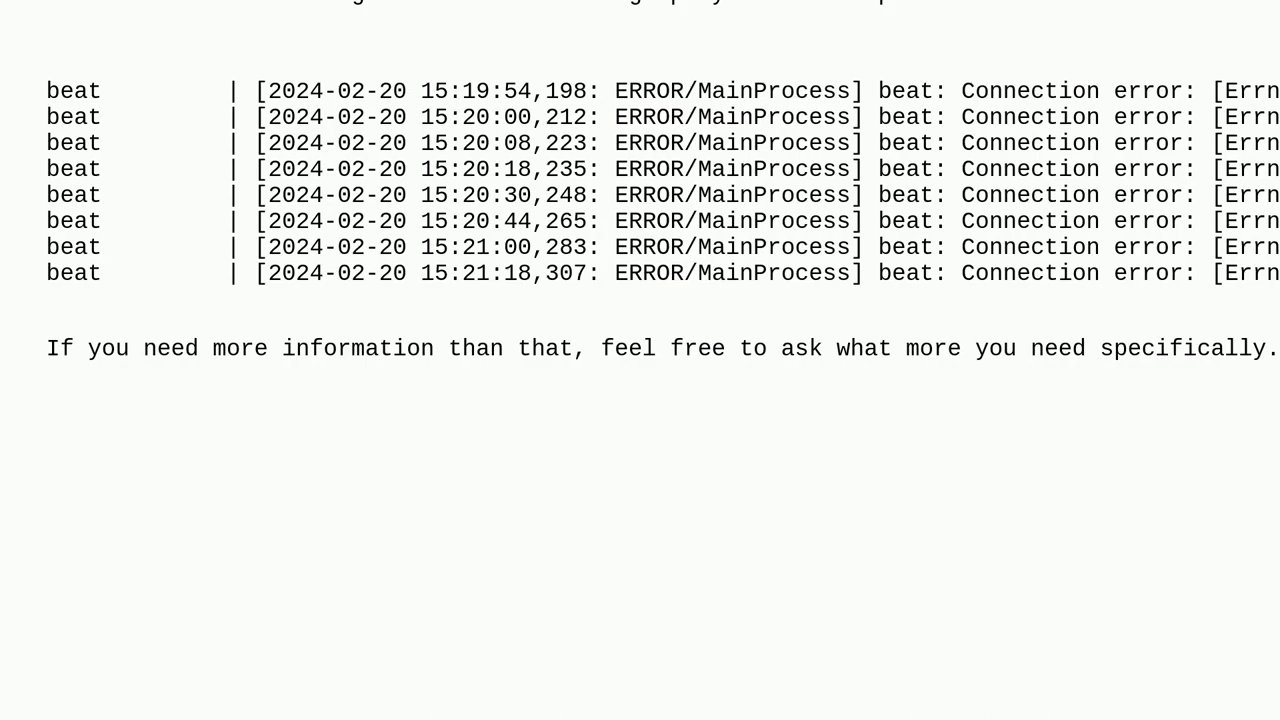 beat | [2024-02-20 15:19:54,198: ERROR/MainProcess] beat: Connection error: [Errn
beat | [2024-02-20 15:20:00,212: ERROR/MainProcess] beat: Connection error: [Errn
beat | [2024-02-20 15:20:08,223: ERROR/MainProcess] beat: Connection error: [Errn
beat | [2024-02-20 15:20:18,235: ERROR/MainProcess] beat: Connection error: [Errn
beat | [2024-02-20 15:20:30,248: ERROR/MainProcess] beat: Connection error: [Errn
beat | [2024-02-20 15:20:44,265: ERROR/MainProcess] beat: Connection error: [Errn
beat | [2024-02-20 15:21:00,283: ERROR/MainProcess] beat: Connection error: [Errn
beat | [2024-02-20 15:21:18,307: ERROR/MainProcess] beat: Connection error: [Errn
If you need more information than that, feel free to ask what more you need specifically.